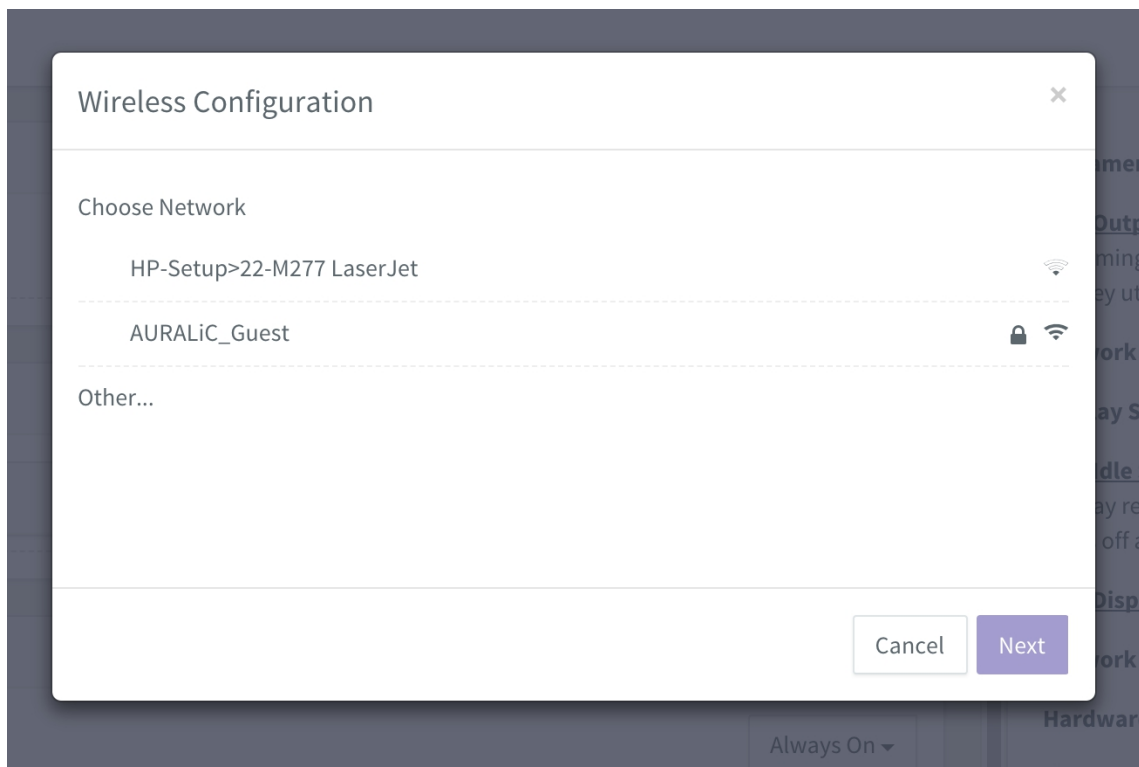 Wireless Configuration
×
Choose Network
HP-Setup>22-M277 LaserJet
AURALiC_Guest
Other...
Cancel
Next
Always On